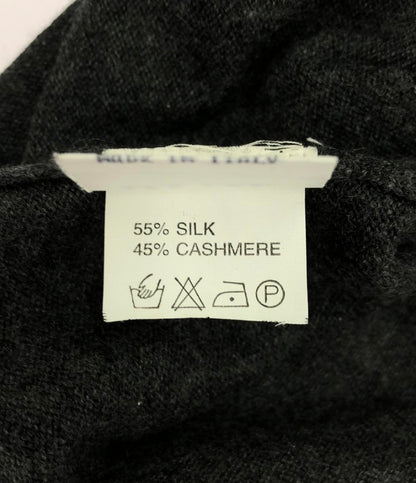 MADE IN ITALY
55% SILK
45% CASHMERE
P